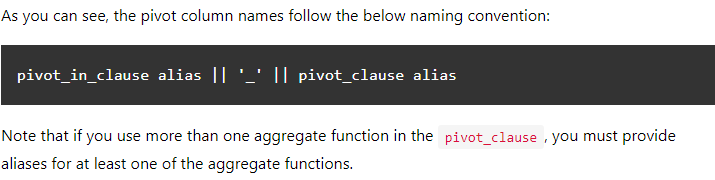 As you can see, the pivot column names follow the below naming convention:
pivot_in_clause alias || '_' || pivot_clause alias
Note that if you use more than one aggregate function in the pivot_clause , you must provide
aliases for at least one of the aggregate functions.